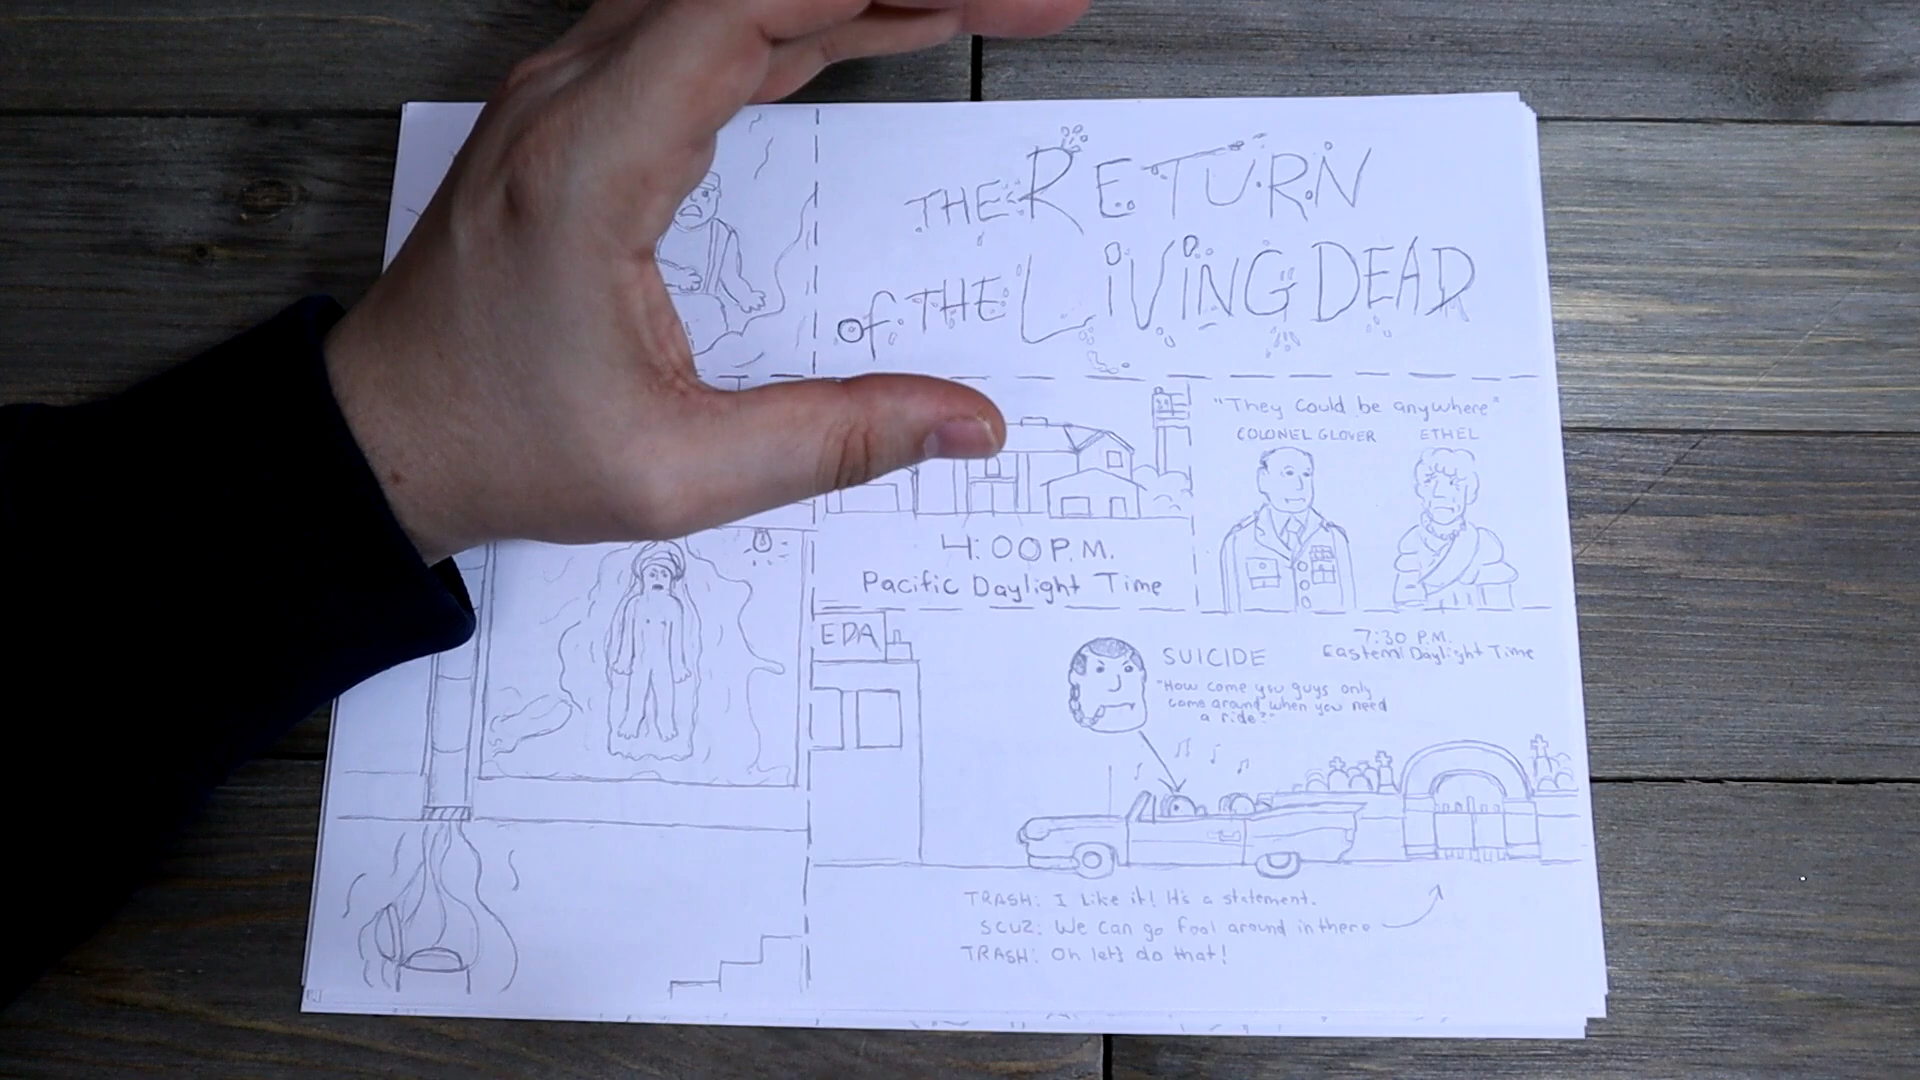 THE RETURN
of THE LIVING DEAD
"They could be anywhere"
COLONEL GLOVER
ETHEL
4:00 P.M.
Pacific Daylight Time
EDA
SUICIDE
"How come you guys only
come around when you need
a ride?"
7:30 P.M.
Eastern Daylight Time
TRASH: I like it! It's a statement.
SCUZ: We can go fool around in there
TRASH: Oh let's do that!